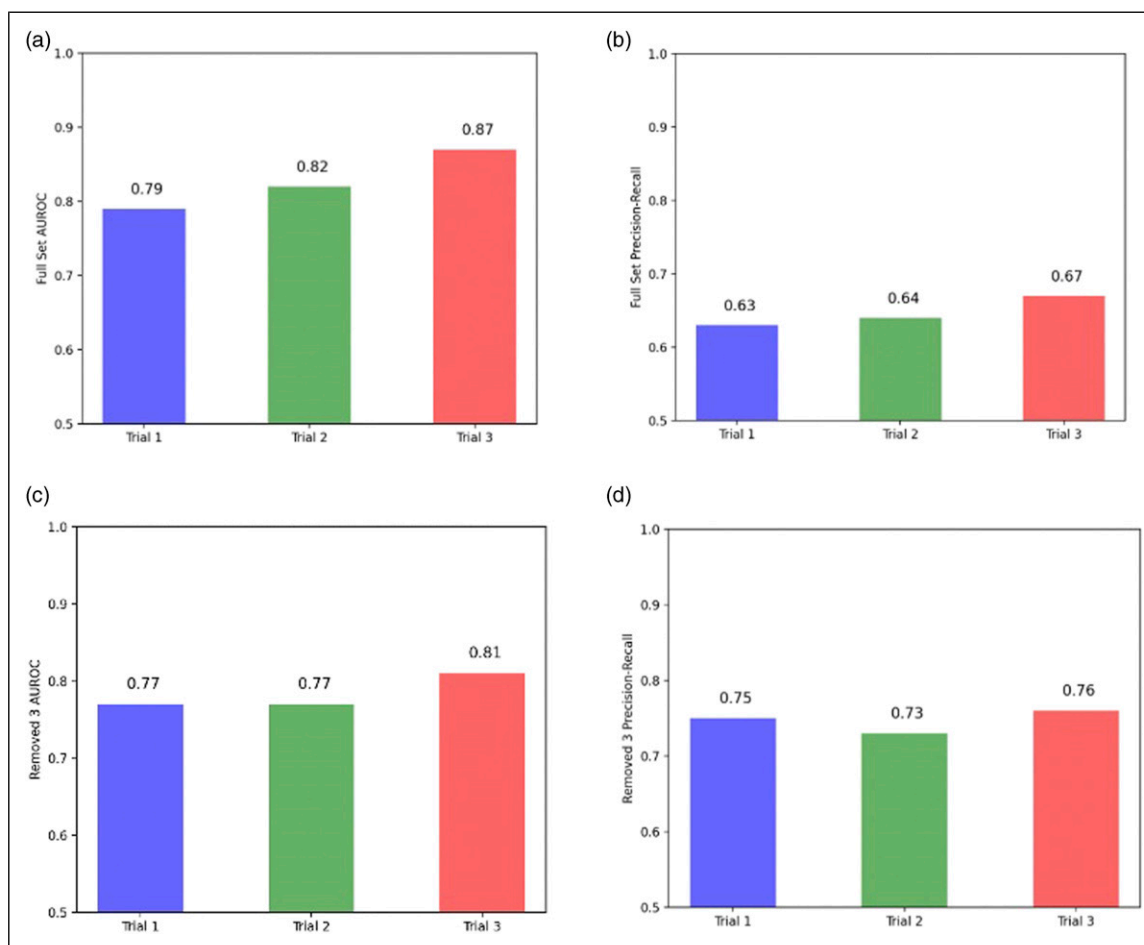 (a)
1.0
0.9
0.8
0.7
0.6
0.5
Full Set AUROC
0.79
0.82
0.87
Trial 1
Trial 2
Trial 3
(b)
1.0
0.9
0.8
0.7
0.6
0.5
Full Set Precision-Recall
0.63
0.64
0.67
Trial 1
Trial 2
Trial 3
(c)
1.0
0.9
0.8
0.7
0.6
0.5
Removed 3 AUROC
0.77
0.77
0.81
Trial 1
Trial 2
Trial 3
(d)
1.0
0.9
0.8
0.7
0.6
0.5
Removed 3 Precision-Recall
0.75
0.73
0.76
Trial 1
Trial 2
Trial 3